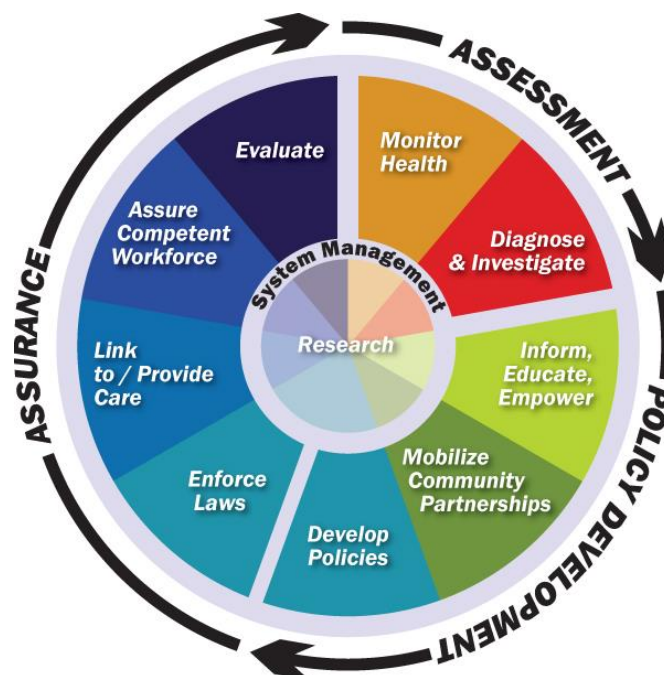 ASSESSMENT
Evaluate
Monitor
Health
Assure
Competent
Workforce
Diagnose
& Investigate
System Management
ASSURANCE
Link
to / Provide
Care
Research
Inform,
Educate,
Empower
POLICY DEVELOPMENT
Enforce
Laws
Mobilize
Community
Partnerships
Develop
Policies